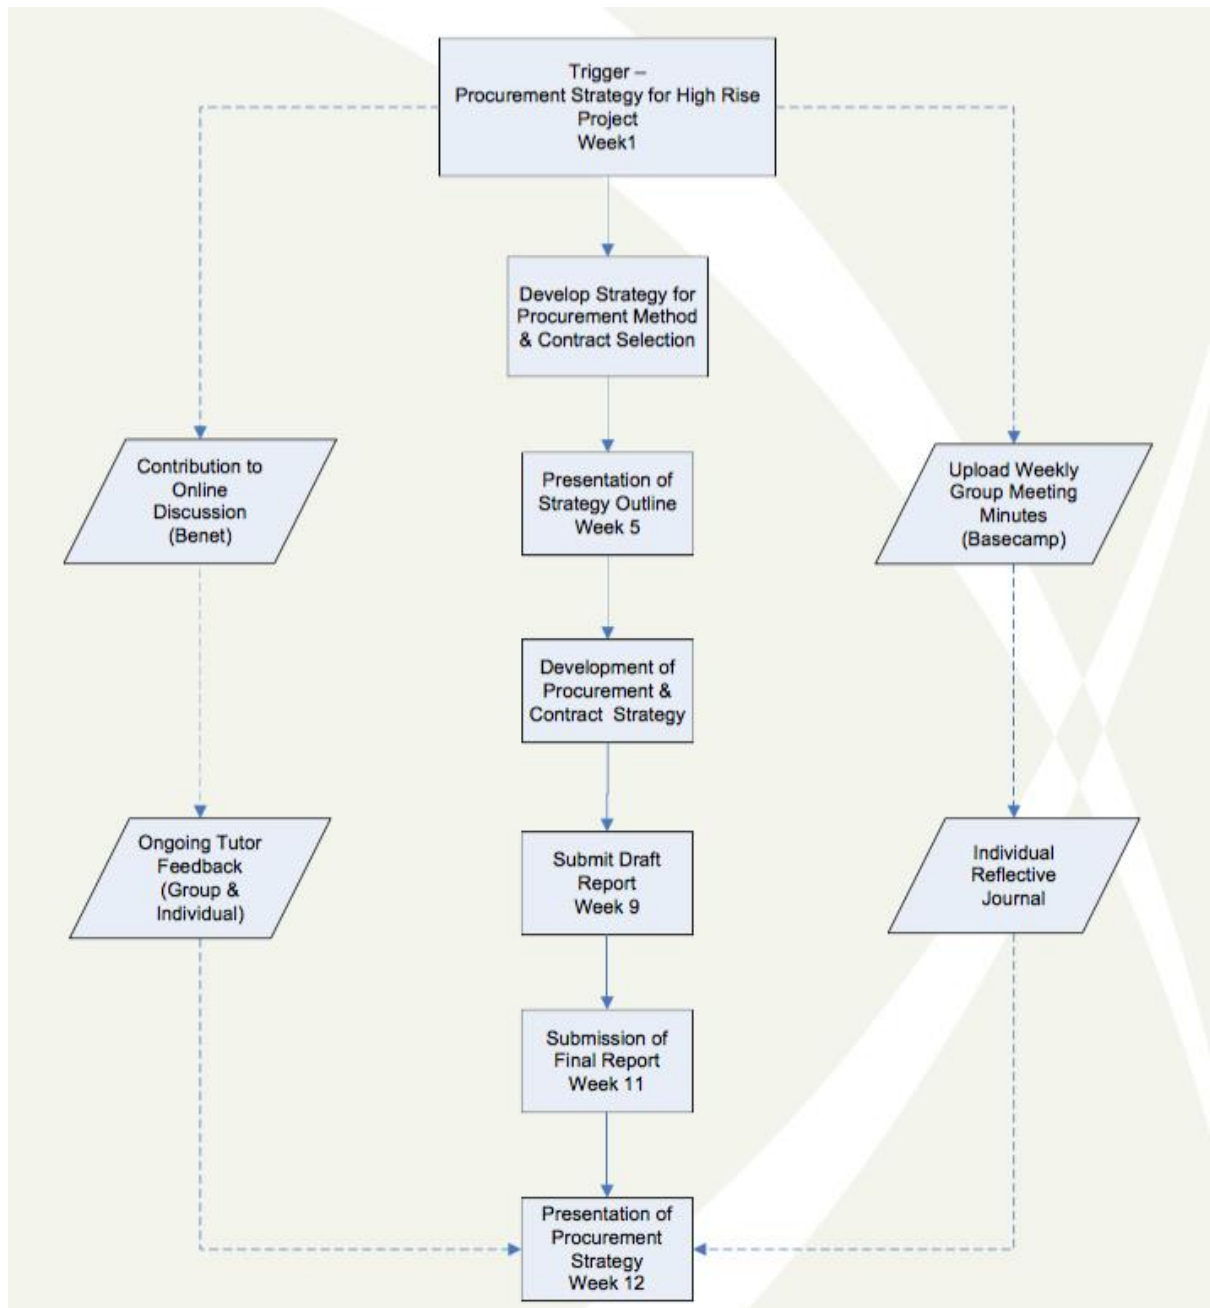 Trigger –
Procurement Strategy for High Rise
Project
Week1
Develop Strategy for
Procurement Method
& Contract Selection
Contribution to
Online
Discussion
(Benet)
Presentation of
Strategy Outline
Week 5
Upload Weekly
Group Meeting
Minutes
(Basecamp)
Development of
Procurement &
Contract Strategy
Ongoing Tutor
Feedback
(Group &
Individual)
Submit Draft
Report
Week 9
Individual
Reflective
Journal
Submission of
Final Report
Week 11
Presentation of
Procurement
Strategy
Week 12